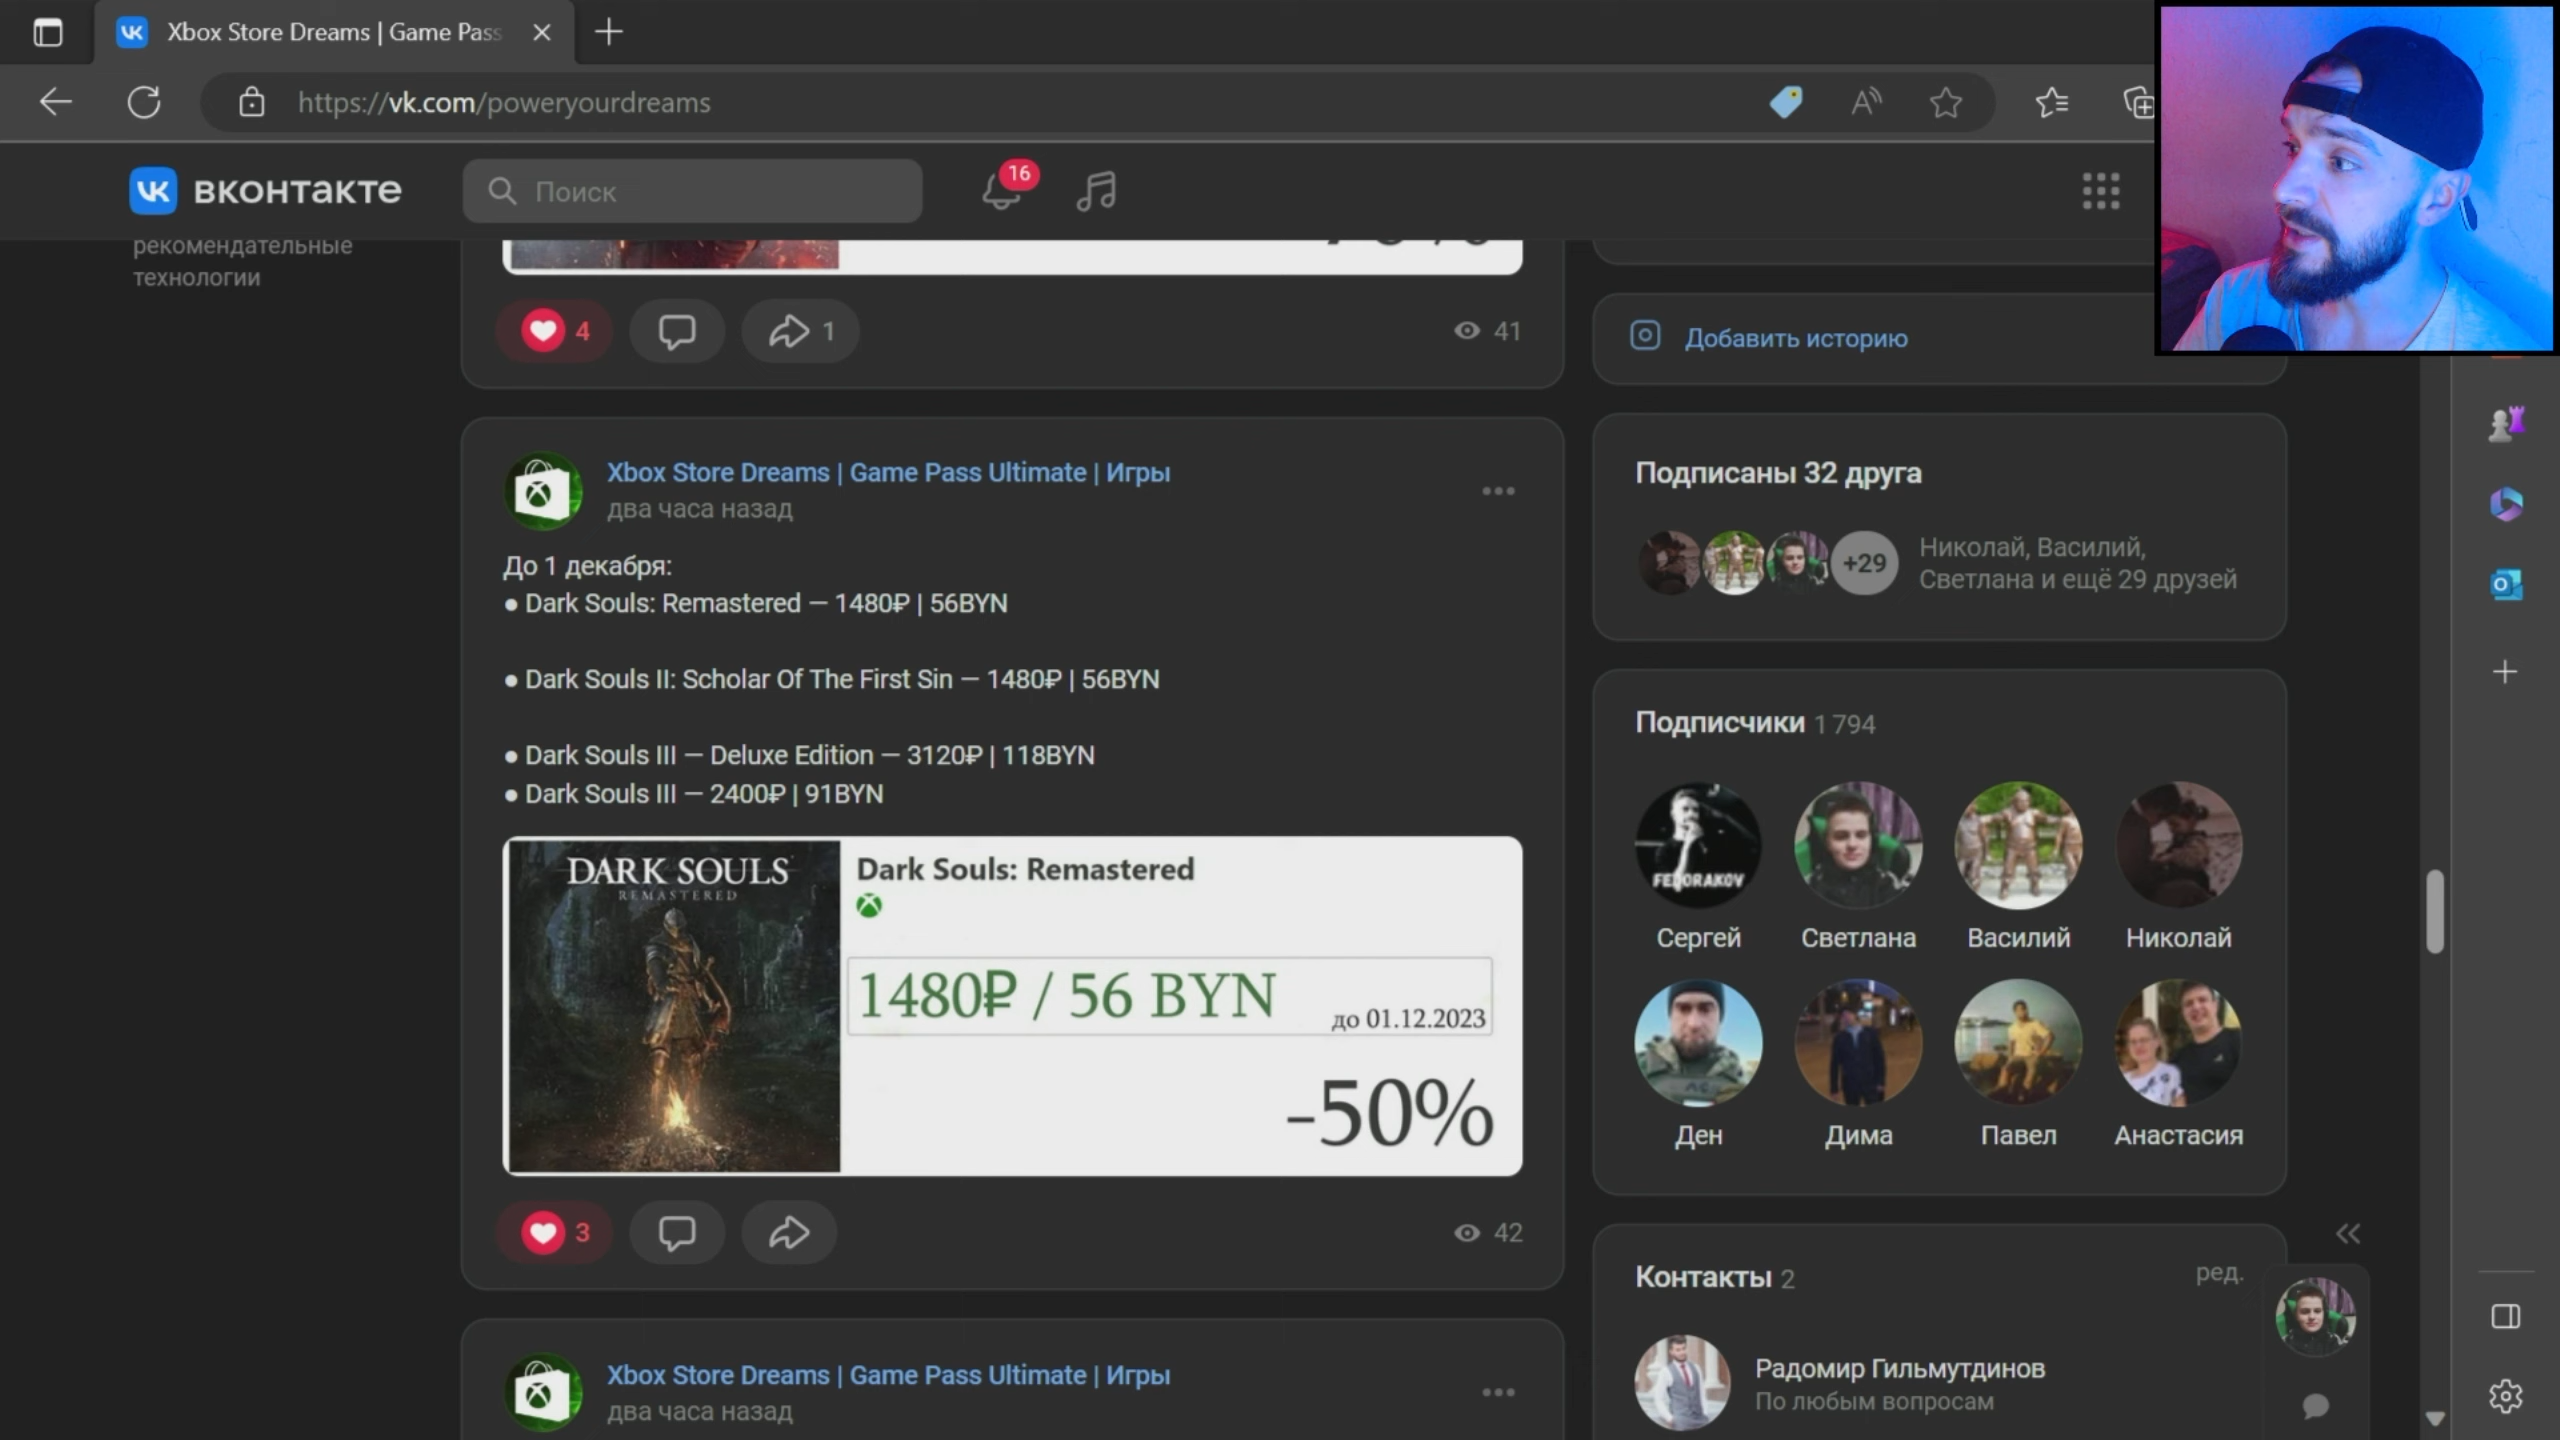 Xbox Store Dreams | Game Pass
https://vk.com/poweryourdreams
вконтакте
Поиск
16
рекомендательные
технологии
4
1
41
Добавить историю
Xbox Store Dreams | Game Pass Ultimate | Игры
два часа назад
До 1 декабря:
● Dark Souls: Remastered — 1480₽ | 56BYN
● Dark Souls II: Scholar Of The First Sin — 1480₽ | 56BYN
● Dark Souls III — Deluxe Edition — 3120₽ | 118BYN
● Dark Souls III — 2400₽ | 91BYN
DARK SOULS
REMASTERED
Dark Souls: Remastered
1480₽ / 56 BYN
до 01.12.2023
-50%
3
42
Xbox Store Dreams | Game Pass Ultimate | Игры
два часа назад
Подписаны 32 друга
+29
Николай, Василий,
Светлана и ещё 29 друзей
Подписчики 1 794
FEDORAKOV
Сергей
Светлана
Василий
Николай
Ден
Дима
Павел
Анастасия
Контакты 2
ред.
Радомир Гильмутдинов
По любым вопросам